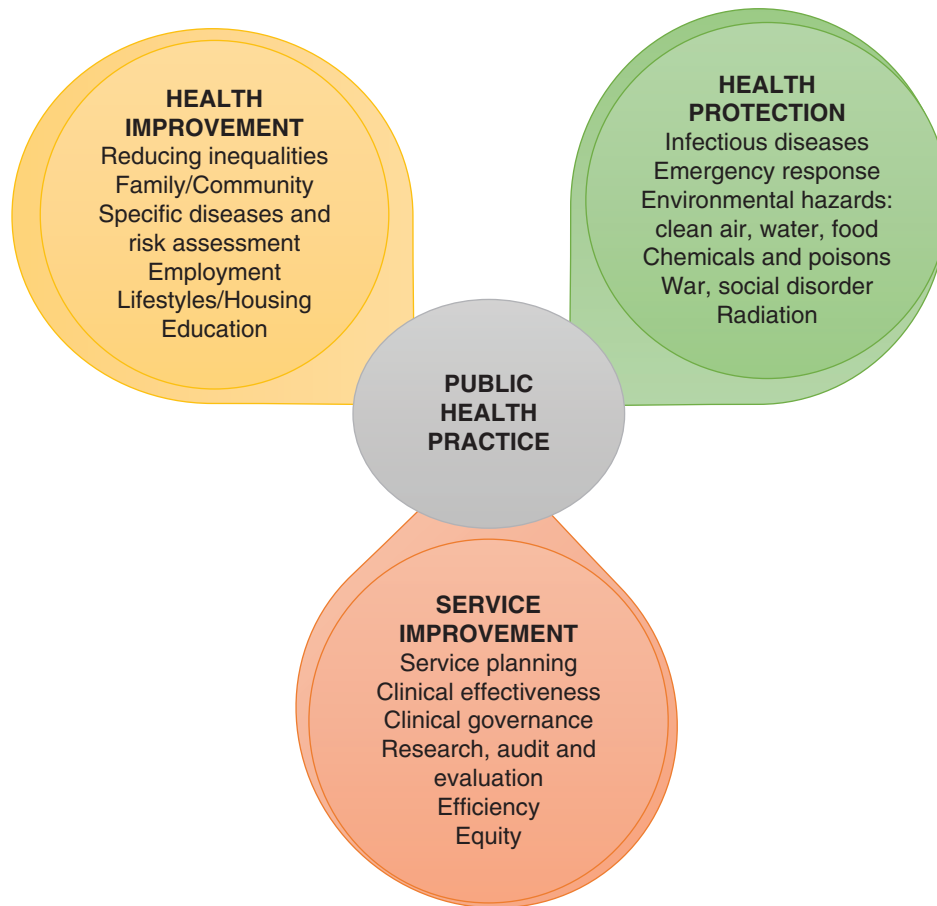 HEALTH
IMPROVEMENT
Reducing inequalities
Family/Community
Specific diseases and
risk assessment
Employment
Lifestyles/Housing
Education
HEALTH
PROTECTION
Infectious diseases
Emergency response
Environmental hazards:
clean air, water, food
Chemicals and poisons
War, social disorder
Radiation
PUBLIC
HEALTH
PRACTICE
SERVICE
IMPROVEMENT
Service planning
Clinical effectiveness
Clinical governance
Research, audit and
evaluation
Efficiency
Equity